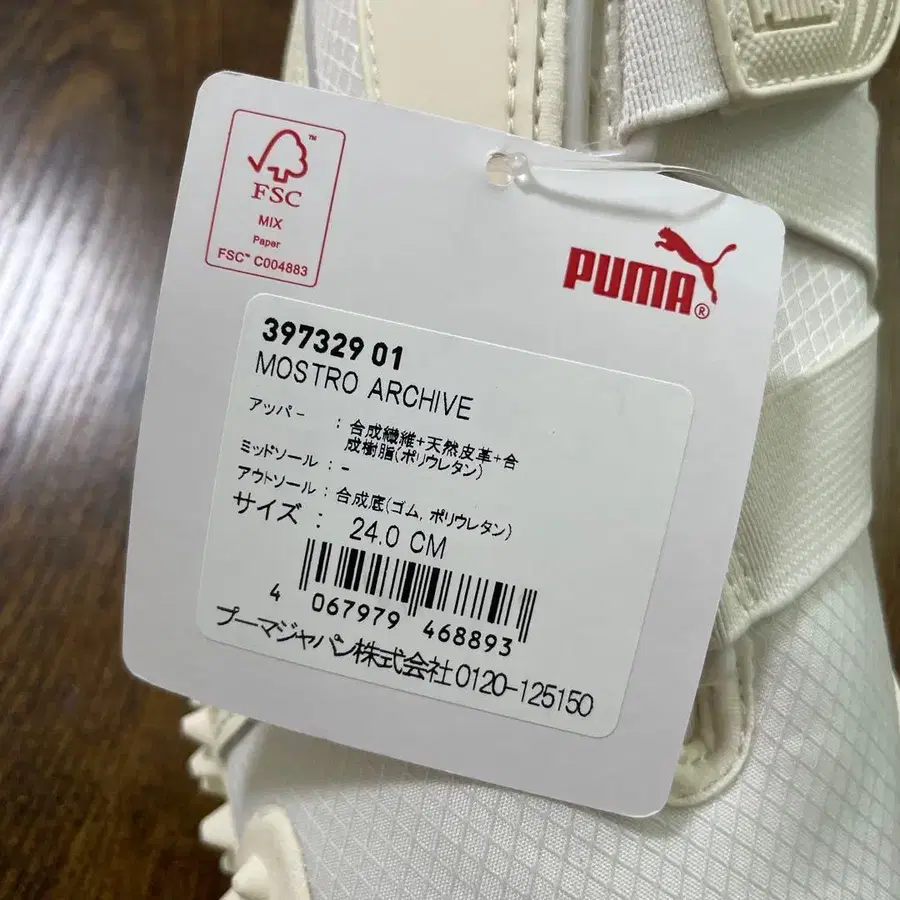 FSC™
MIX
Paper
FSC™ C004883
PUMA®
397329 01
MOSTRO ARCHIVE
アッパー : 合成繊維+天然皮革+合
成樹脂(ポリウレタン)
ミッドソール : -
アウトソール : 合成底(ゴム, ポリウレタン)
サイズ : 24.0 CM
4 067979 468893
プーマジャパン株式会社 0120-125150